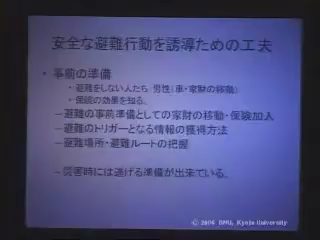 安全な避難行動を誘導ための工夫
• 事前の準備
- 避難をしない人たち:男性(車・家財の移動)
- 保険の効果を知る。
–避難の事前準備としての家財の移動・保険加入
–避難のトリガーとなる情報の獲得方法
–避難場所・避難ルートの把握
–災害時には逃げる準備が出来ている。
© 2006 DPRI, Kyoto University